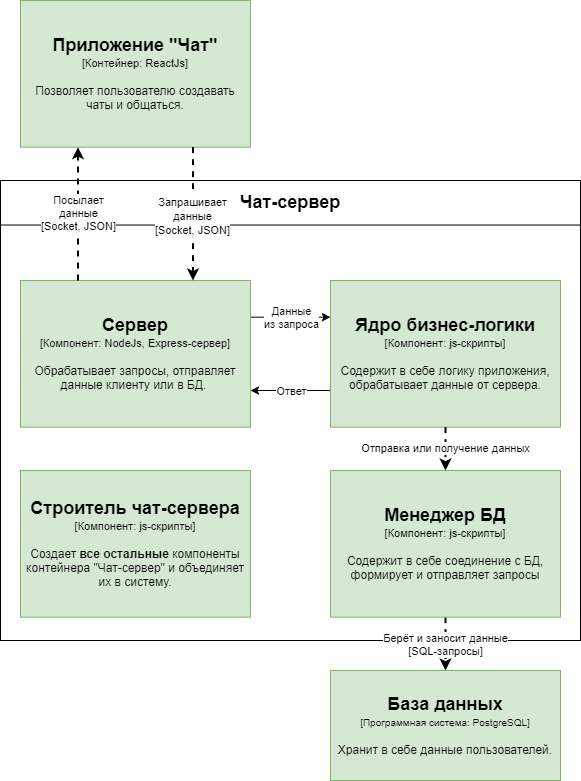 Приложение "Чат"
[Контейнер: ReactJs]
Позволяет пользователю создавать
чаты и общаться.
Посылает
данные
[Socket, JSON]
Запрашивает
данные
[Socket, JSON]
Чат-сервер
Сервер
[Компонент: NodeJs, Express-сервер]
Обрабатывает запросы, отправляет
данные клиенту или в БД.
Данные
из запроса
Ответ
Ядро бизнес-логики
[Компонент: js-скрипты]
Содержит в себе логику приложения,
обрабатывает данные от сервера.
Отправка или получение данных
Строитель чат-сервера
[Компонент: js-скрипты]
Создает все остальные компоненты
контейнера "Чат-сервер" и объединяет
их в систему.
Менеджер БД
[Компонент: js-скрипты]
Содержит в себе соединение с БД,
формирует и отправляет запросы
Берёт и заносит данные
[SQL-запросы]
База данных
[Программная система: PostgreSQL]
Хранит в себе данные пользователей.